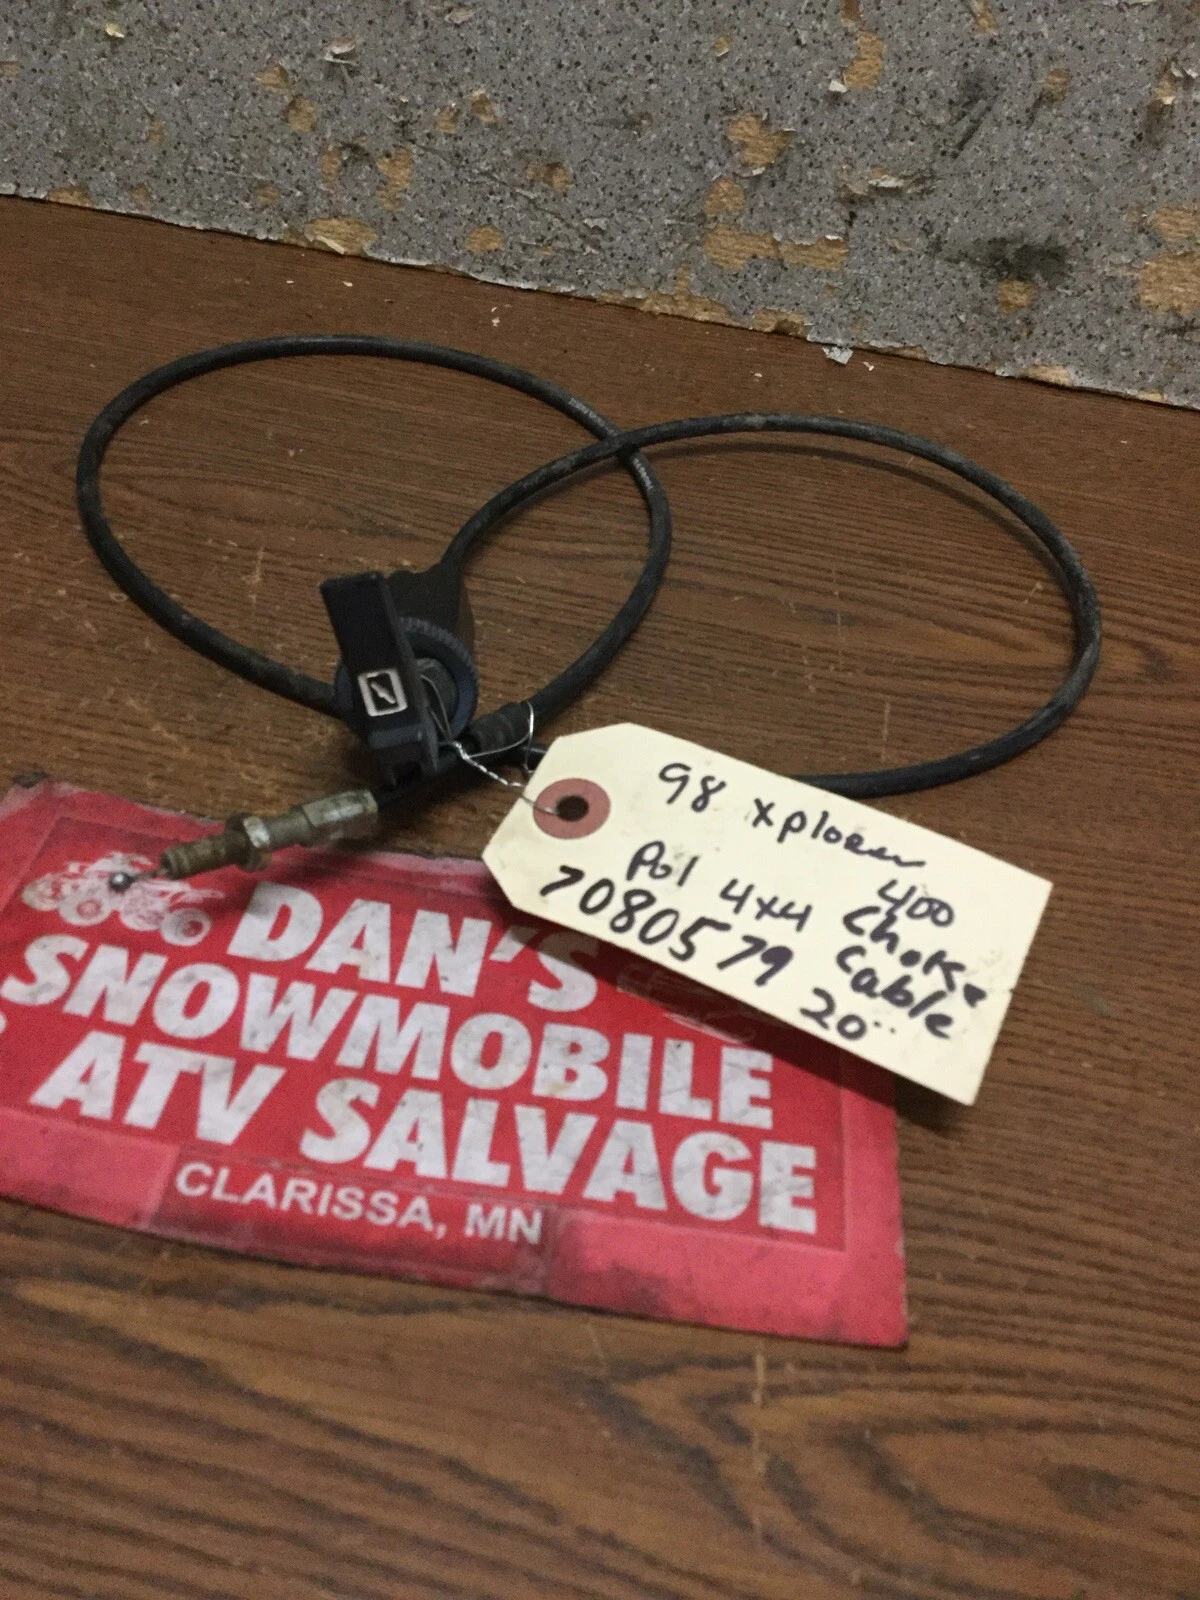 98 xplorer
400
Pol 4x4 Choke
Cable
7080579
20..
DAN'S
SNOWMOBILE
ATV SALVAGE
CLARISSA, MN